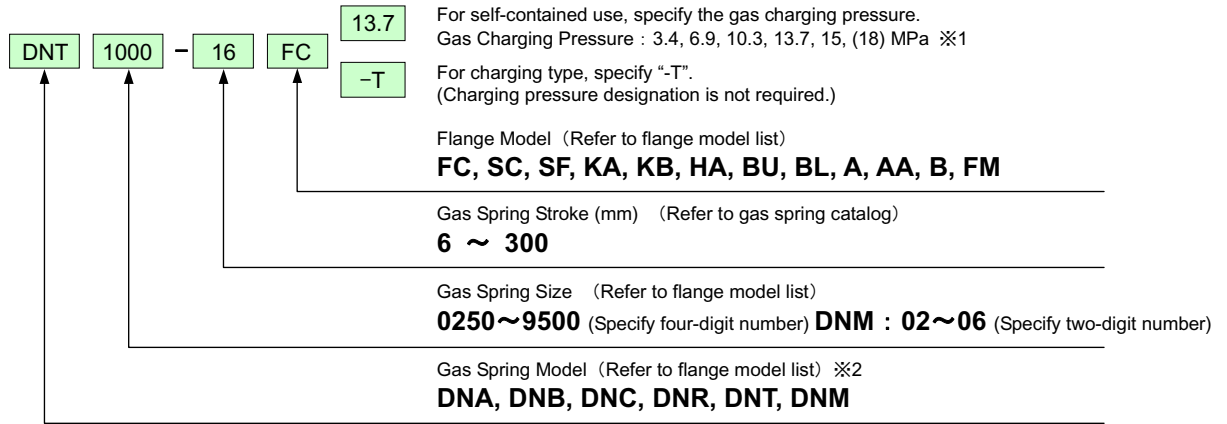 13.7 For self-contained use, specify the gas charging pressure.
Gas Charging Pressure：3.4, 6.9, 10.3, 13.7, 15, (18) MPa ※1
DNT 1000 - 16 FC
-T For charging type, specify “-T”.
(Charging pressure designation is not required.)
Flange Model（Refer to flange model list）
FC, SC, SF, KA, KB, HA, BU, BL, A, AA, B, FM
Gas Spring Stroke (mm) （Refer to gas spring catalog）
6 ～ 300
Gas Spring Size （Refer to flange model list）
0250～9500 (Specify four-digit number) DNM：02～06 (Specify two-digit number)
Gas Spring Model（Refer to flange model list）※2
DNA, DNB, DNC, DNR, DNT, DNM